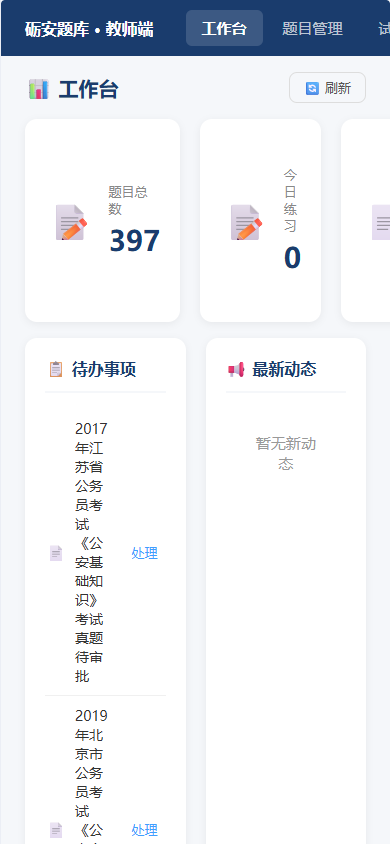 砺安题库 • 教师端
工作台
题目管理
试
工作台
刷新
题目总
数
397
今
日
练
习
0
待办事项
2017
年江
苏省
公务
员考
试
《公
安基
础知
识》
考试
真题
待审
批
处理
2019
年北
京市
公务
员考
试
《公
处理
最新动态
暂无新动
态